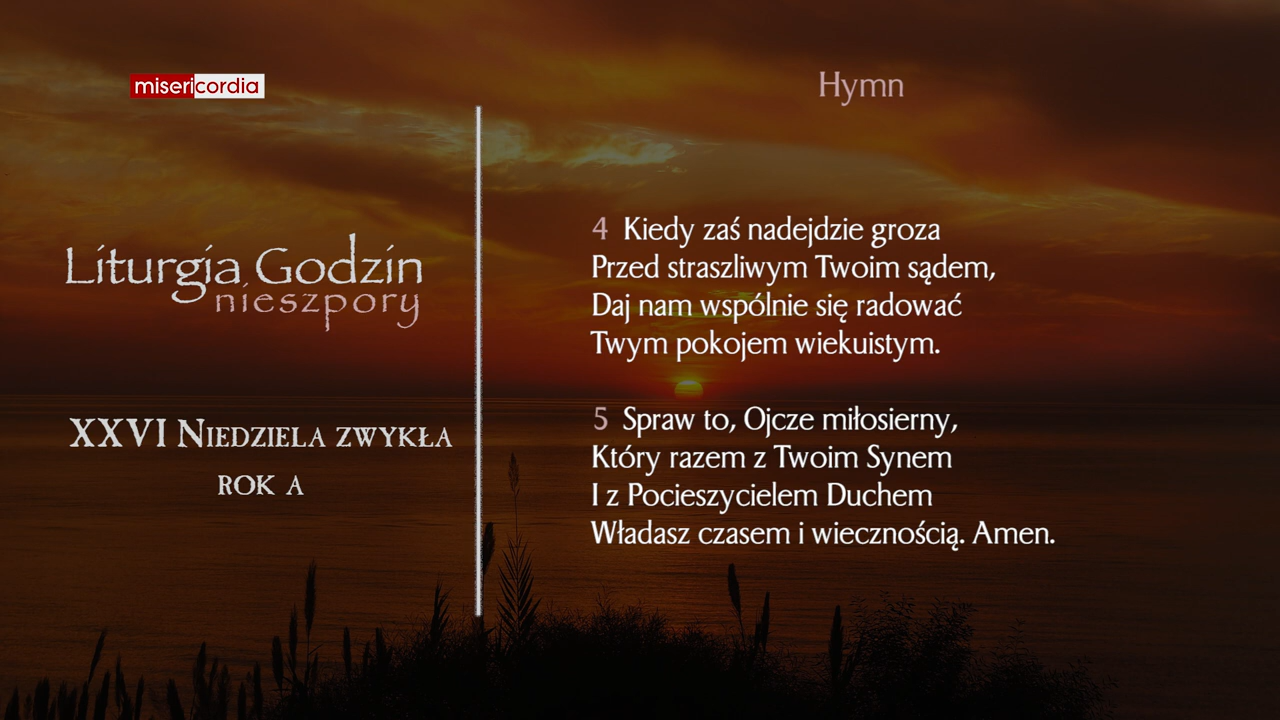 misericordia
Liturgia Godzin
nieszpory
XXVI Niedziela zwykła
rok A
Hymn
4 Kiedy zaś nadejdzie groza
Przed straszliwym Twoim sądem,
Daj nam wspólnie się radować
Twym pokojem wiekuistym.
5 Spraw to, Ojcze miłosierny,
Który razem z Twoim Synem
I z Pocieszycielem Duchem
Władasz czasem i wiecznością. Amen.